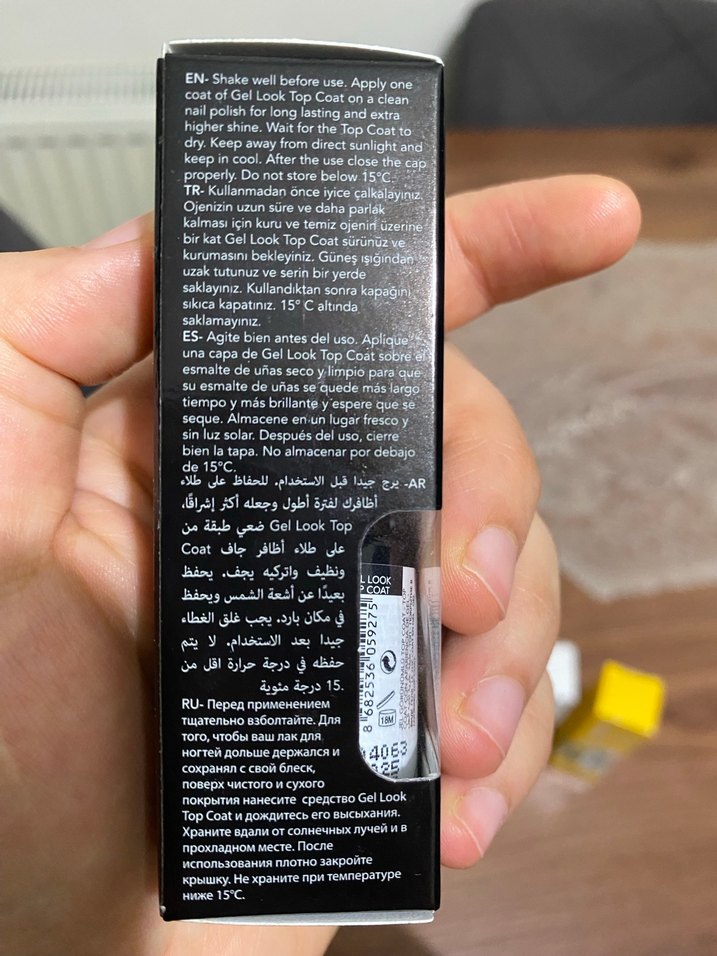 EN- Shake well before use. Apply one
coat of Gel Look Top Coat on a clean
nail polish for long lasting and extra
higher shine. Wait for the Top Coat to
dry. Keep away from direct sunlight and
keep in cool. After the use close the cap
properly. Do not store below 15°C.
TR- Kullanmadan önce iyice çalkalayınız.
Ojenizin uzun süre ve daha parlak
kalması için kuru ve temiz ojenin üzerine
bir kat Gel Look Top Coat sürünüz ve
kurumasını bekleyiniz. Güneş ışığından
uzak tutunuz ve serin bir yerde
saklayınız. Kullandıktan sonra kapağını
sıkıca kapatınız. 15° C altında
saklamayınız.
ES- Agite bien antes del uso. Aplique
una capa de Gel Look Top Coat sobre el
esmalte de uñas seco y limpio para que
su esmalte de uñas se quede más largo
tiempo y más brillante y espere que se
seque. Almacene en un lugar fresco y
sin luz solar. Después del uso, cierre
bien la tapa. No almacenar por debajo
de 15°C.
AR- يرج جيدا قبل الاستخدام. للحفاظ على طلاء
أظافرك لفترة أطول وجعله أكثر إشراقًا،
ضعي طبقة من Gel Look Top
Coat على طلاء أظافر جاف
ونظيف واتركيه يجف. يحفظ
بعيدًا عن أشعة الشمس ويحفظ
في مكان بارد. يجب غلق الغطاء
جيدا بعد الاستخدام. لا يتم
حفظه في درجة حرارة اقل من
15 درجة مئوية.
RU- Перед применением
тщательно взболтайте. Для
того, чтобы ваш лак для
ногтей дольше держался и
сохранял с свой блеск,
поверх чистого и сухого
покрытия нанесите средство Gel Look
Top Coat и дождитесь его высыхания.
Храните вдали от солнечных лучей и в
прохладном месте. После
использования плотно закройте
крышку. Не храните при температуре
ниже 15°C.
EL LOOK
P COAT
8 682536 059275
18M